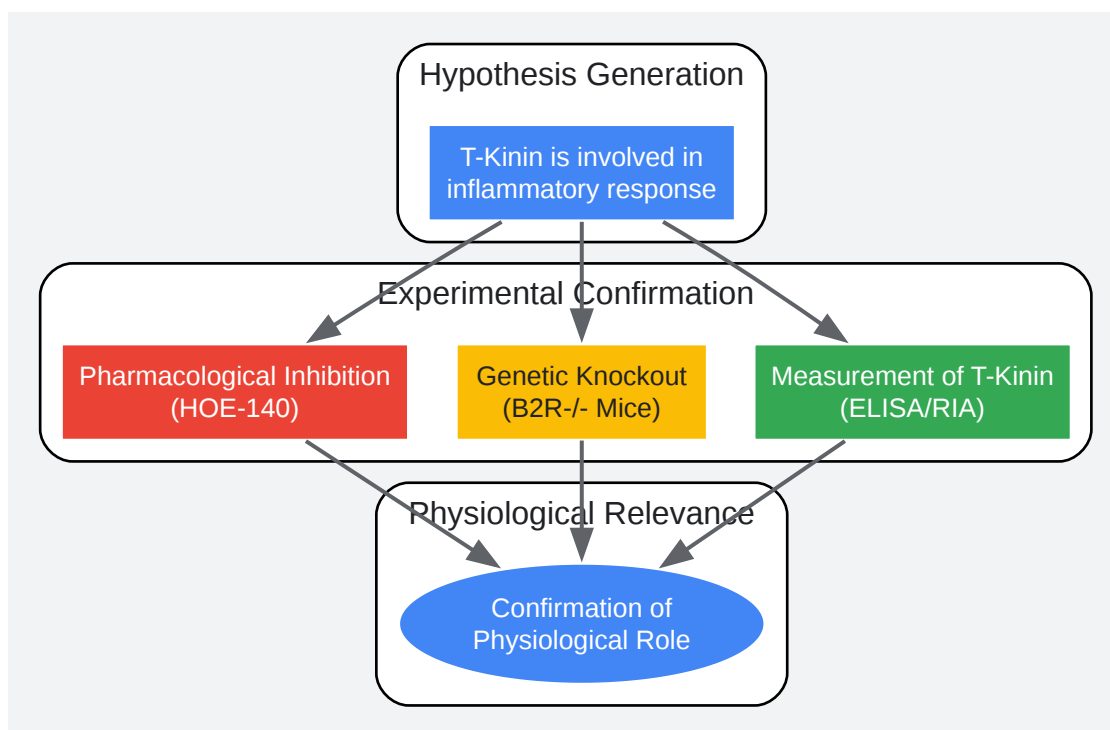 Hypothesis Generation
T-Kinin is involved in
inflammatory response
Experimental Confirmation
Pharmacological Inhibition
(HOE-140)
Genetic Knockout
(B2R-/- Mice)
Measurement of T-Kinin
(ELISA/RIA)
Physiological Relevance
Confirmation of
Physiological Role